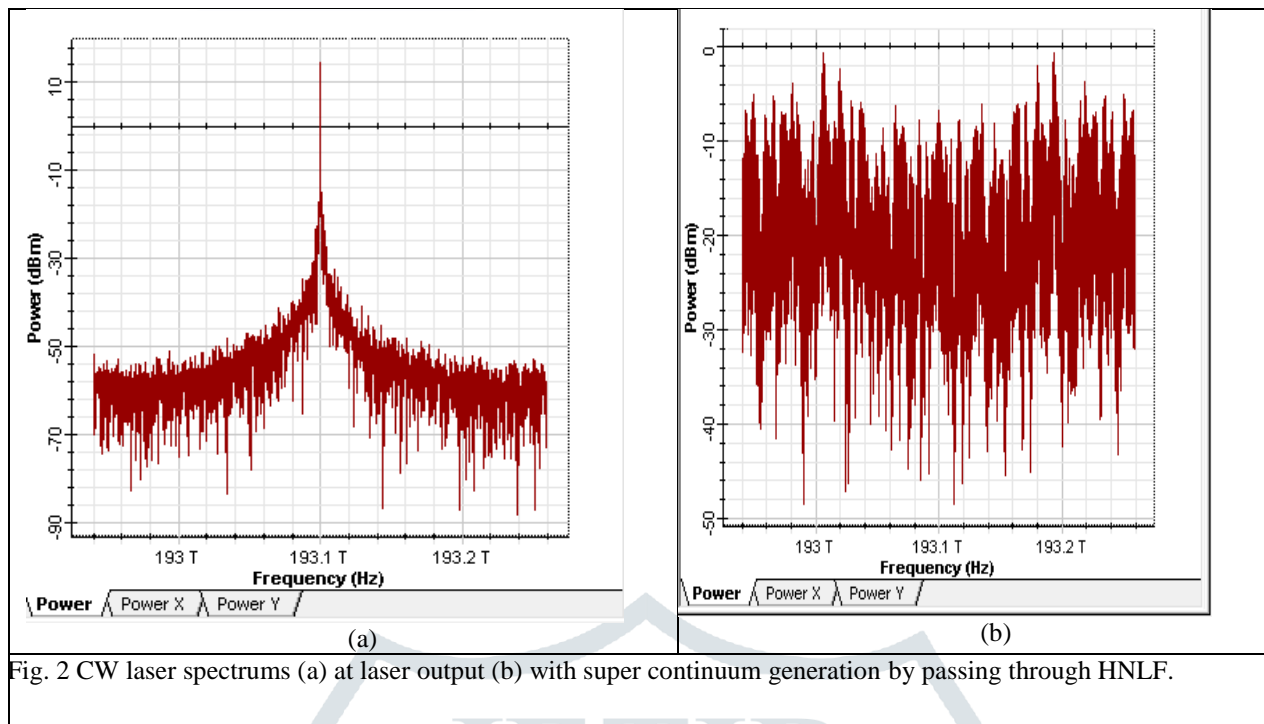 10
-10
-30
-50
-70
-90
Power (dBm)
193 T 193.1 T 193.2 T
Frequency (Hz)
Power Power X Power Y
(a)
0
-10
-20
-30
-40
-50
Power (dBm)
193 T 193.1 T 193.2 T
Frequency (Hz)
Power Power X Power Y
(b)
Fig. 2 CW laser spectrums (a) at laser output (b) with super continuum generation by passing through HNLF.